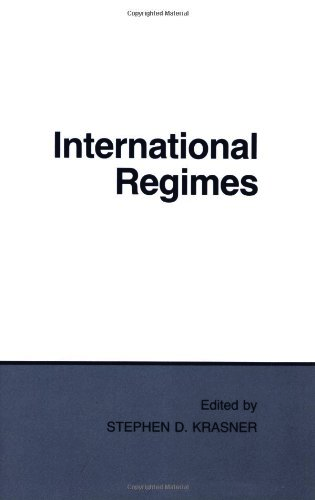 Copyrighted Material
International
Regimes
Edited by
STEPHEN D. KRASNER
Copyrighted Material